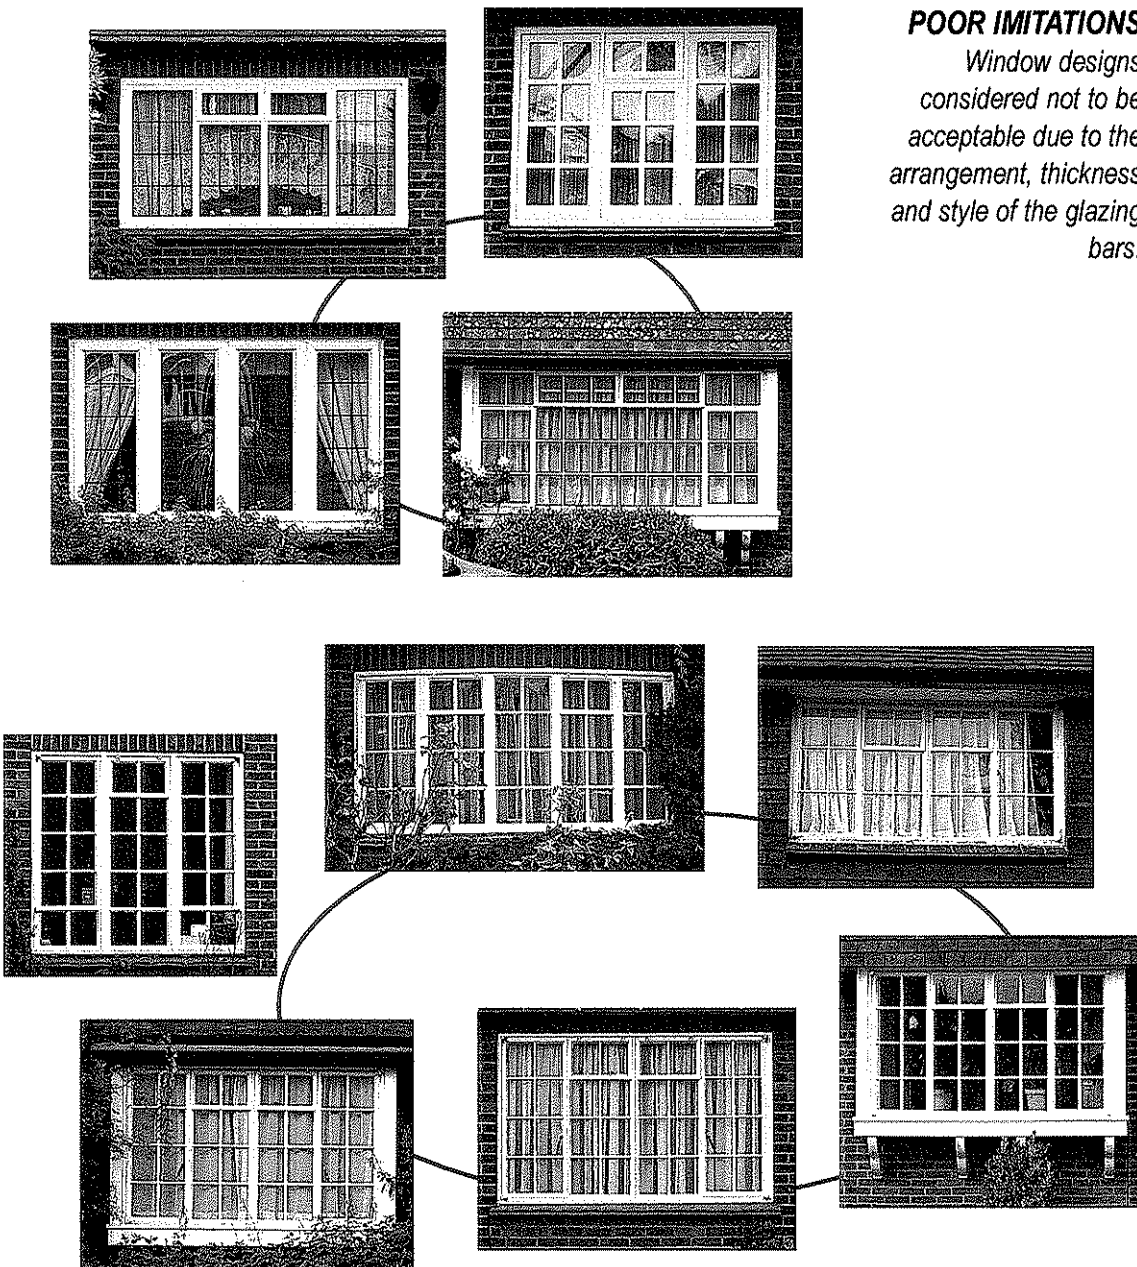 POOR IMITATIONS
Window designs
considered not to be
acceptable due to the
arrangement, thickness
and style of the glazing
bars.